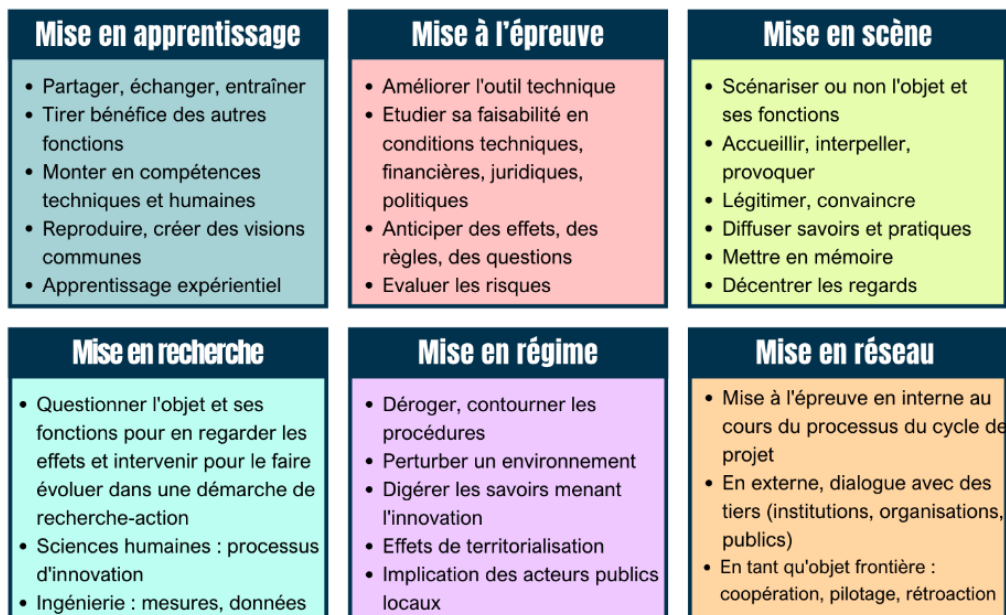 Mise en apprentissage
• Partager, échanger, entraîner
• Tirer bénéfice des autres
fonctions
• Monter en compétences
techniques et humaines
• Reproduire, créer des visions
communes
• Apprentissage expérientiel
Mise à l'épreuve
• Améliorer l'outil technique
• Etudier sa faisabilité en
conditions techniques,
financières, juridiques,
politiques
• Anticiper des effets, des
règles, des questions
• Evaluer les risques
Mise en scène
• Scénariser ou non l'objet et
ses fonctions
• Accueillir, interpeller,
provoquer
• Légitimer, convaincre
• Diffuser savoirs et pratiques
• Mettre en mémoire
• Décentrer les regards
Mise en recherche
• Questionner l'objet et ses
fonctions pour en regarder les
effets et intervenir pour le faire
évoluer dans une démarche de
recherche-action
• Sciences humaines : processus
d'innovation
• Ingénierie : mesures, données
Mise en régime
• Déroger, contourner les
procédures
• Perturber un environnement
• Digérer les savoirs menant
l'innovation
• Effets de territorialisation
• Implication des acteurs publics
locaux
Mise en réseau
• Mise à l'épreuve en interne au
cours du processus du cycle de
projet
• En externe, dialogue avec des
tiers (institutions, organisations,
publics)
• En tant qu'objet frontière :
coopération, pilotage, rétroaction